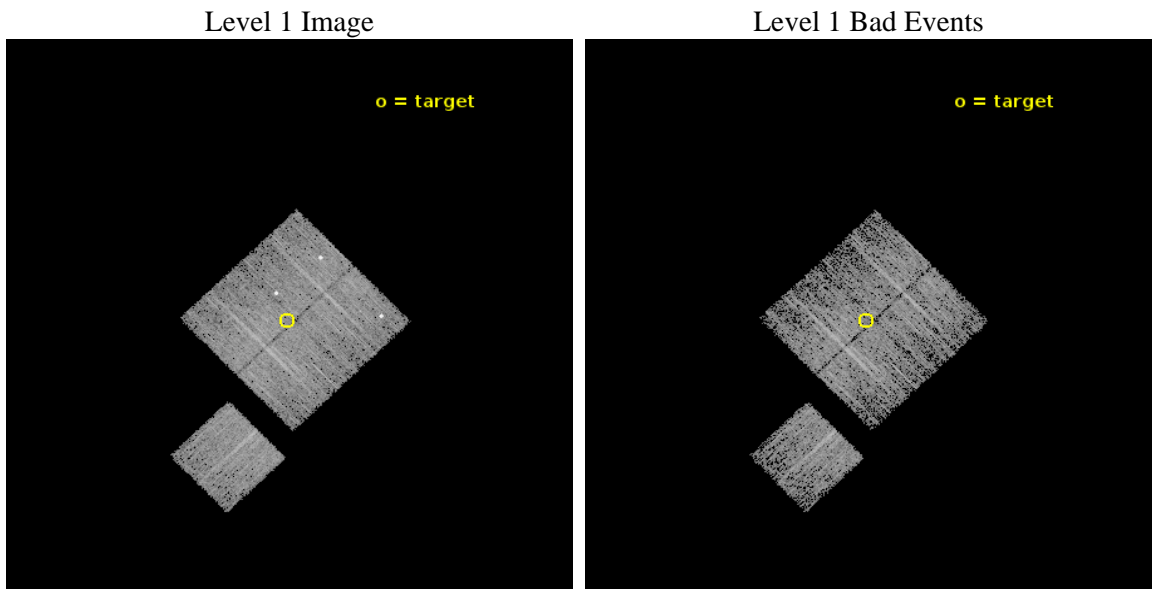 Level 1 Image
Level 1 Bad Events
o = target
o = target